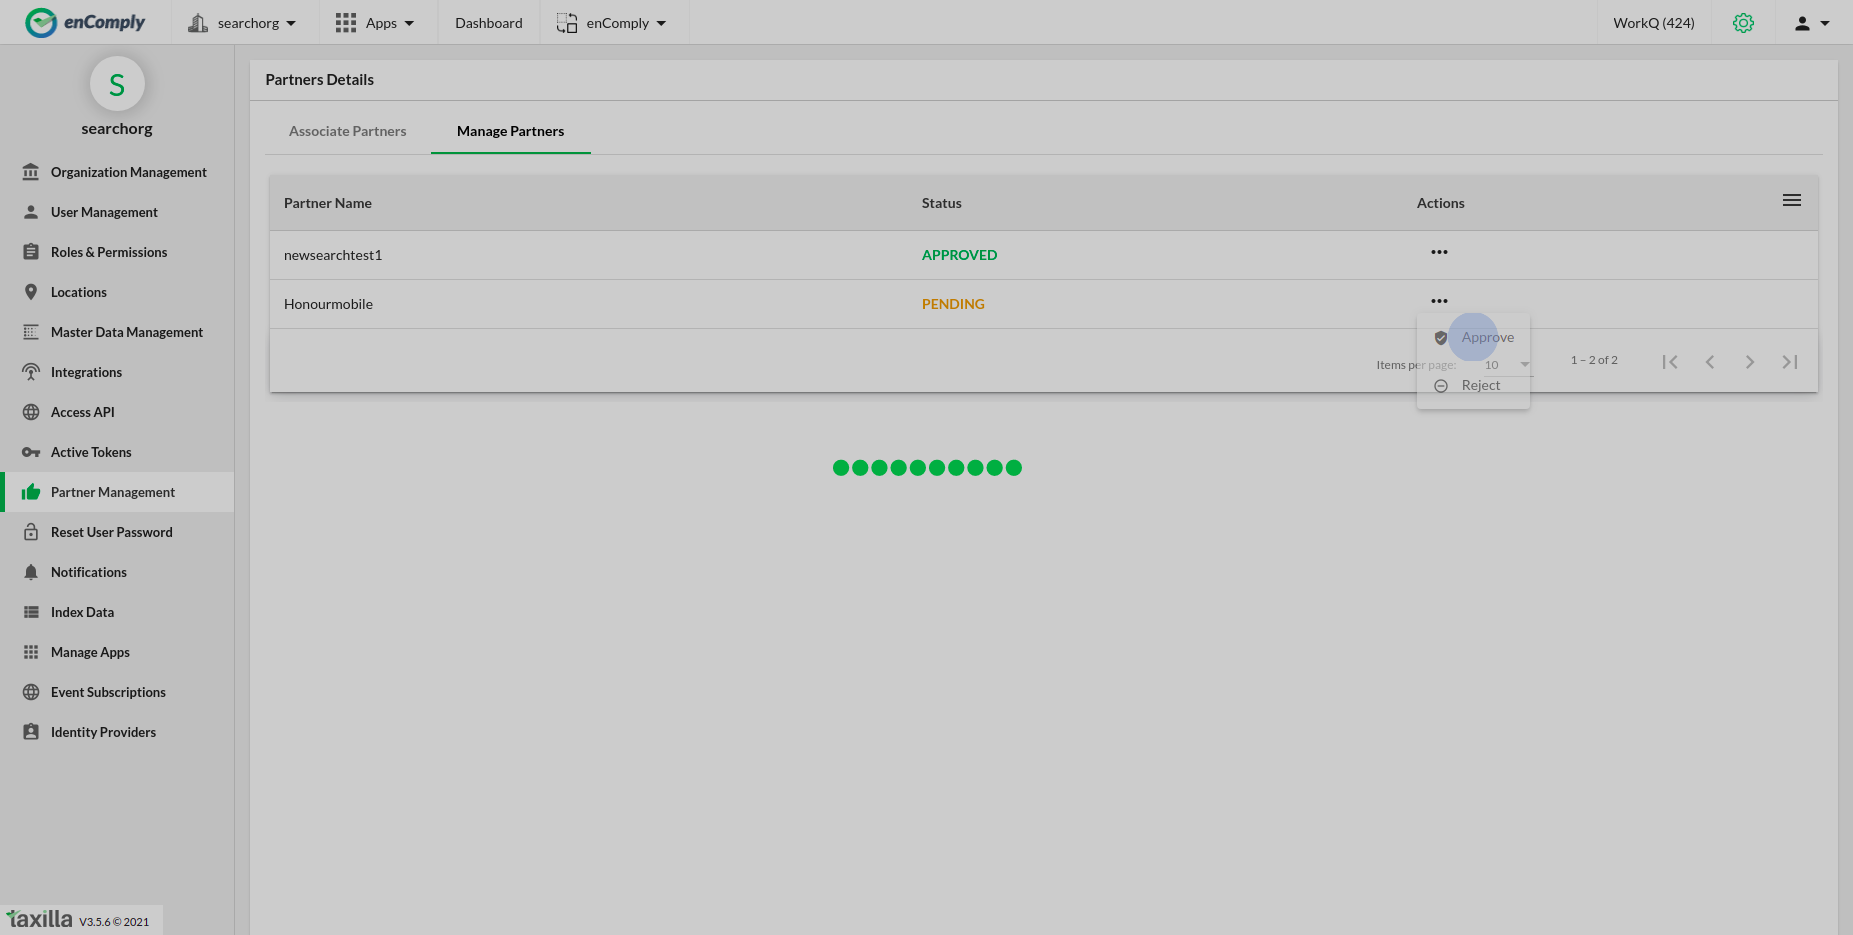 enComply
searchorg
Apps
Dashboard
enComply
WorkQ (424)
S
searchorg
Organization Management
User Management
Roles & Permissions
Locations
Master Data Management
Integrations
Access API
Active Tokens
Partner Management
Reset User Password
Notifications
Index Data
Manage Apps
Event Subscriptions
Identity Providers
taxilla V3.5.6 © 2021
Partners Details
Associate Partners
Manage Partners
Partner Name Status Actions
newsearchtest1 APPROVED
Honourmobile PENDING
Approve
Items per page: 10 1 – 2 of 2
Reject